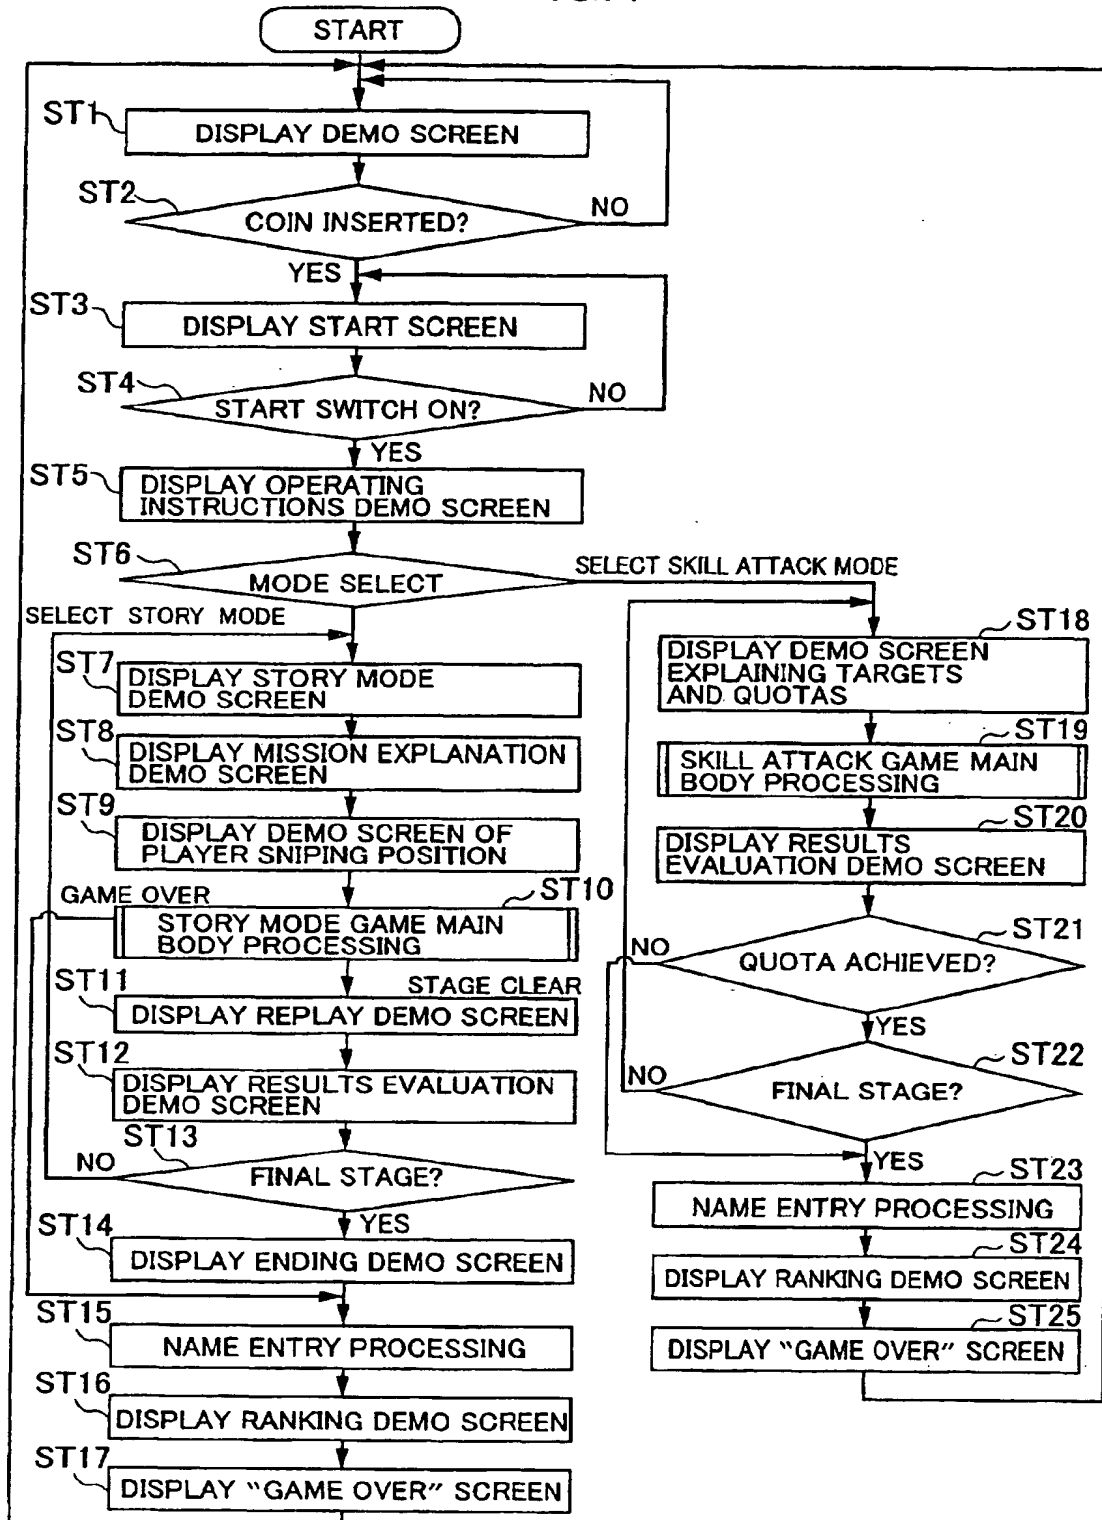 START
ST1
DISPLAY DEMO SCREEN
ST2
COIN INSERTED?
NO
YES
ST3
DISPLAY START SCREEN
ST4
START SWITCH ON?
NO
YES
ST5
DISPLAY OPERATING
INSTRUCTIONS DEMO SCREEN
ST6
MODE SELECT
SELECT SKILL ATTACK MODE
SELECT STORY MODE
ST7
DISPLAY STORY MODE
DEMO SCREEN
ST8
DISPLAY MISSION EXPLANATION
DEMO SCREEN
ST9
DISPLAY DEMO SCREEN OF
PLAYER SNIPING POSITION
GAME OVER
ST10
STORY MODE GAME MAIN
BODY PROCESSING
STAGE CLEAR
ST11
DISPLAY REPLAY DEMO SCREEN
ST12
DISPLAY RESULTS EVALUATION
DEMO SCREEN
ST13
NO
FINAL STAGE?
YES
ST14
DISPLAY ENDING DEMO SCREEN
ST15
NAME ENTRY PROCESSING
ST16
DISPLAY RANKING DEMO SCREEN
ST17
DISPLAY "GAME OVER" SCREEN
ST18
DISPLAY DEMO SCREEN
EXPLAINING TARGETS
AND QUOTAS
ST19
SKILL ATTACK GAME MAIN
BODY PROCESSING
ST20
DISPLAY RESULTS
EVALUATION DEMO SCREEN
ST21
NO
QUOTA ACHIEVED?
YES
ST22
NO
FINAL STAGE?
YES
ST23
NAME ENTRY PROCESSING
ST24
DISPLAY RANKING DEMO SCREEN
ST25
DISPLAY "GAME OVER" SCREEN